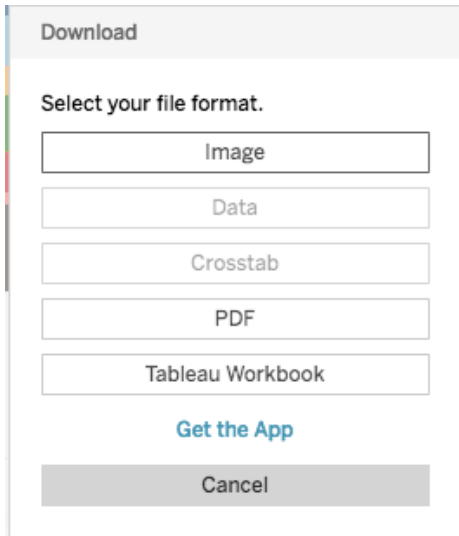 Download
Select your file format.
Image
Data
Crosstab
PDF
Tableau Workbook
Get the App
Cancel